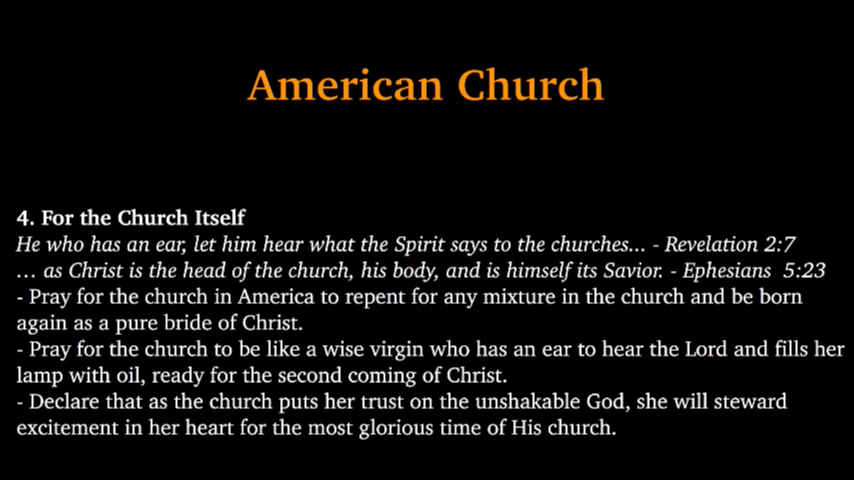 American Church
4. For the Church Itself
He who has an ear, let him hear what the Spirit says to the churches... - Revelation 2:7
... as Christ is the head of the church, his body, and is himself its Savior. - Ephesians 5:23
- Pray for the church in America to repent for any mixture in the church and be born
again as a pure bride of Christ.
- Pray for the church to be like a wise virgin who has an ear to hear the Lord and fills her
lamp with oil, ready for the second coming of Christ.
- Declare that as the church puts her trust on the unshakable God, she will steward
excitement in her heart for the most glorious time of His church.